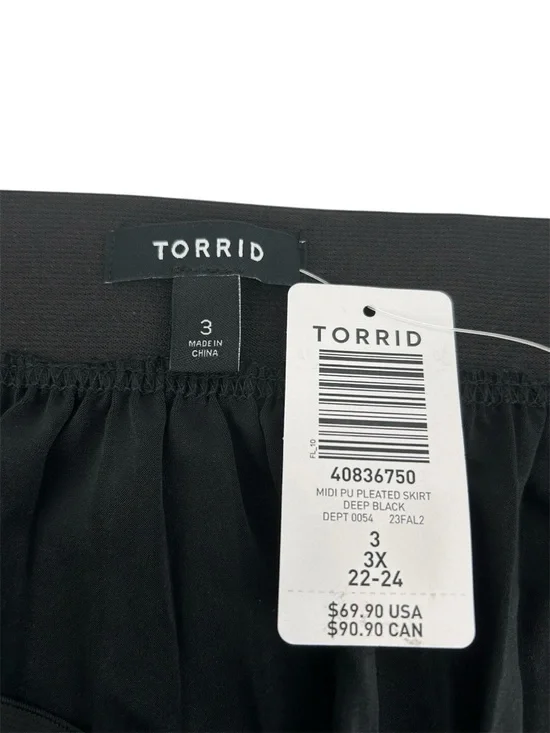 TORRID
3
MADE IN
CHINA
TORRID
FL_10
40836750
MIDI PU PLEATED SKIRT
DEEP BLACK
DEPT 0054 23FAL2
3
3X
22-24
$69.90 USA
$90.90 CAN